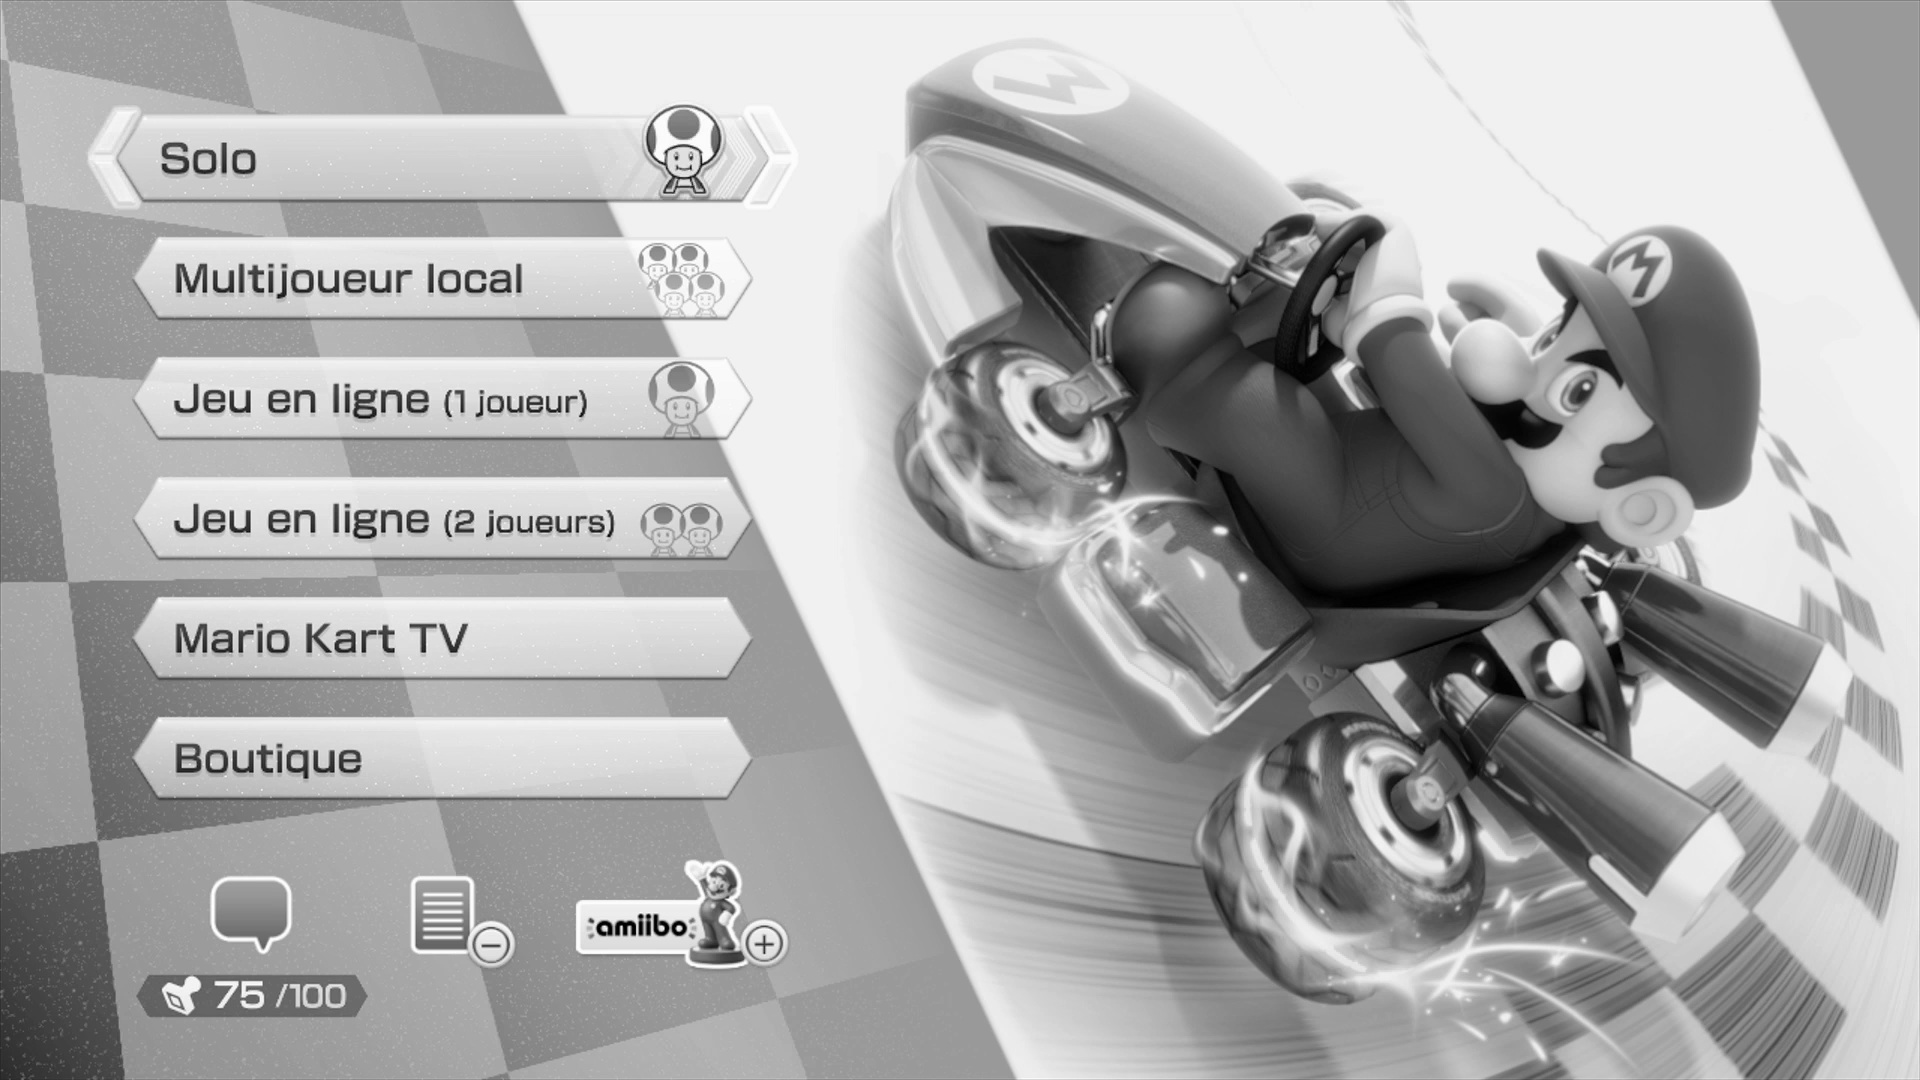 Solo
Multijoueur local
Jeu en ligne (1 joueur)
Jeu en ligne (2 joueurs)
Mario Kart TV
Boutique
amiibo
75 /100
M
M